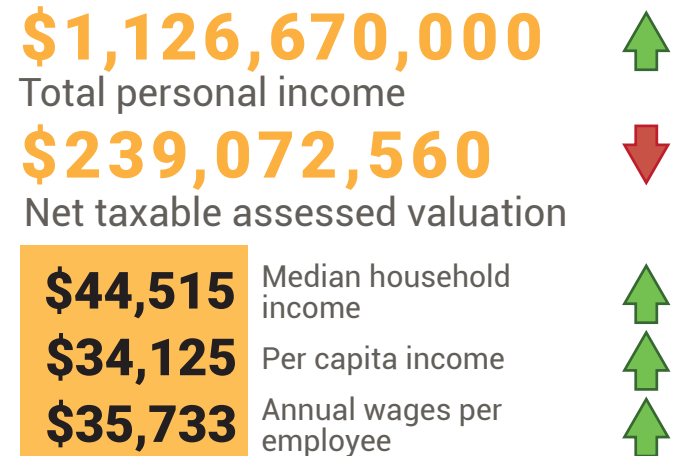 $1,126,670,000
Total personal income
$239,072,560
Net taxable assessed valuation
$44,515 Median household
income
$34,125 Per capita income
$35,733 Annual wages per
employee